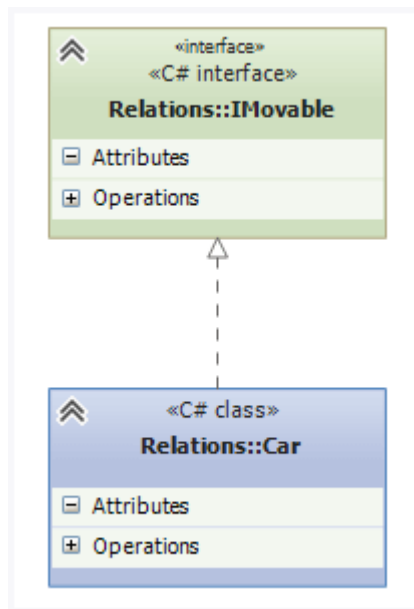 «interface»
«C# interface»
Relations::IMovable
Attributes
Operations
«C# class»
Relations::Car
Attributes
Operations